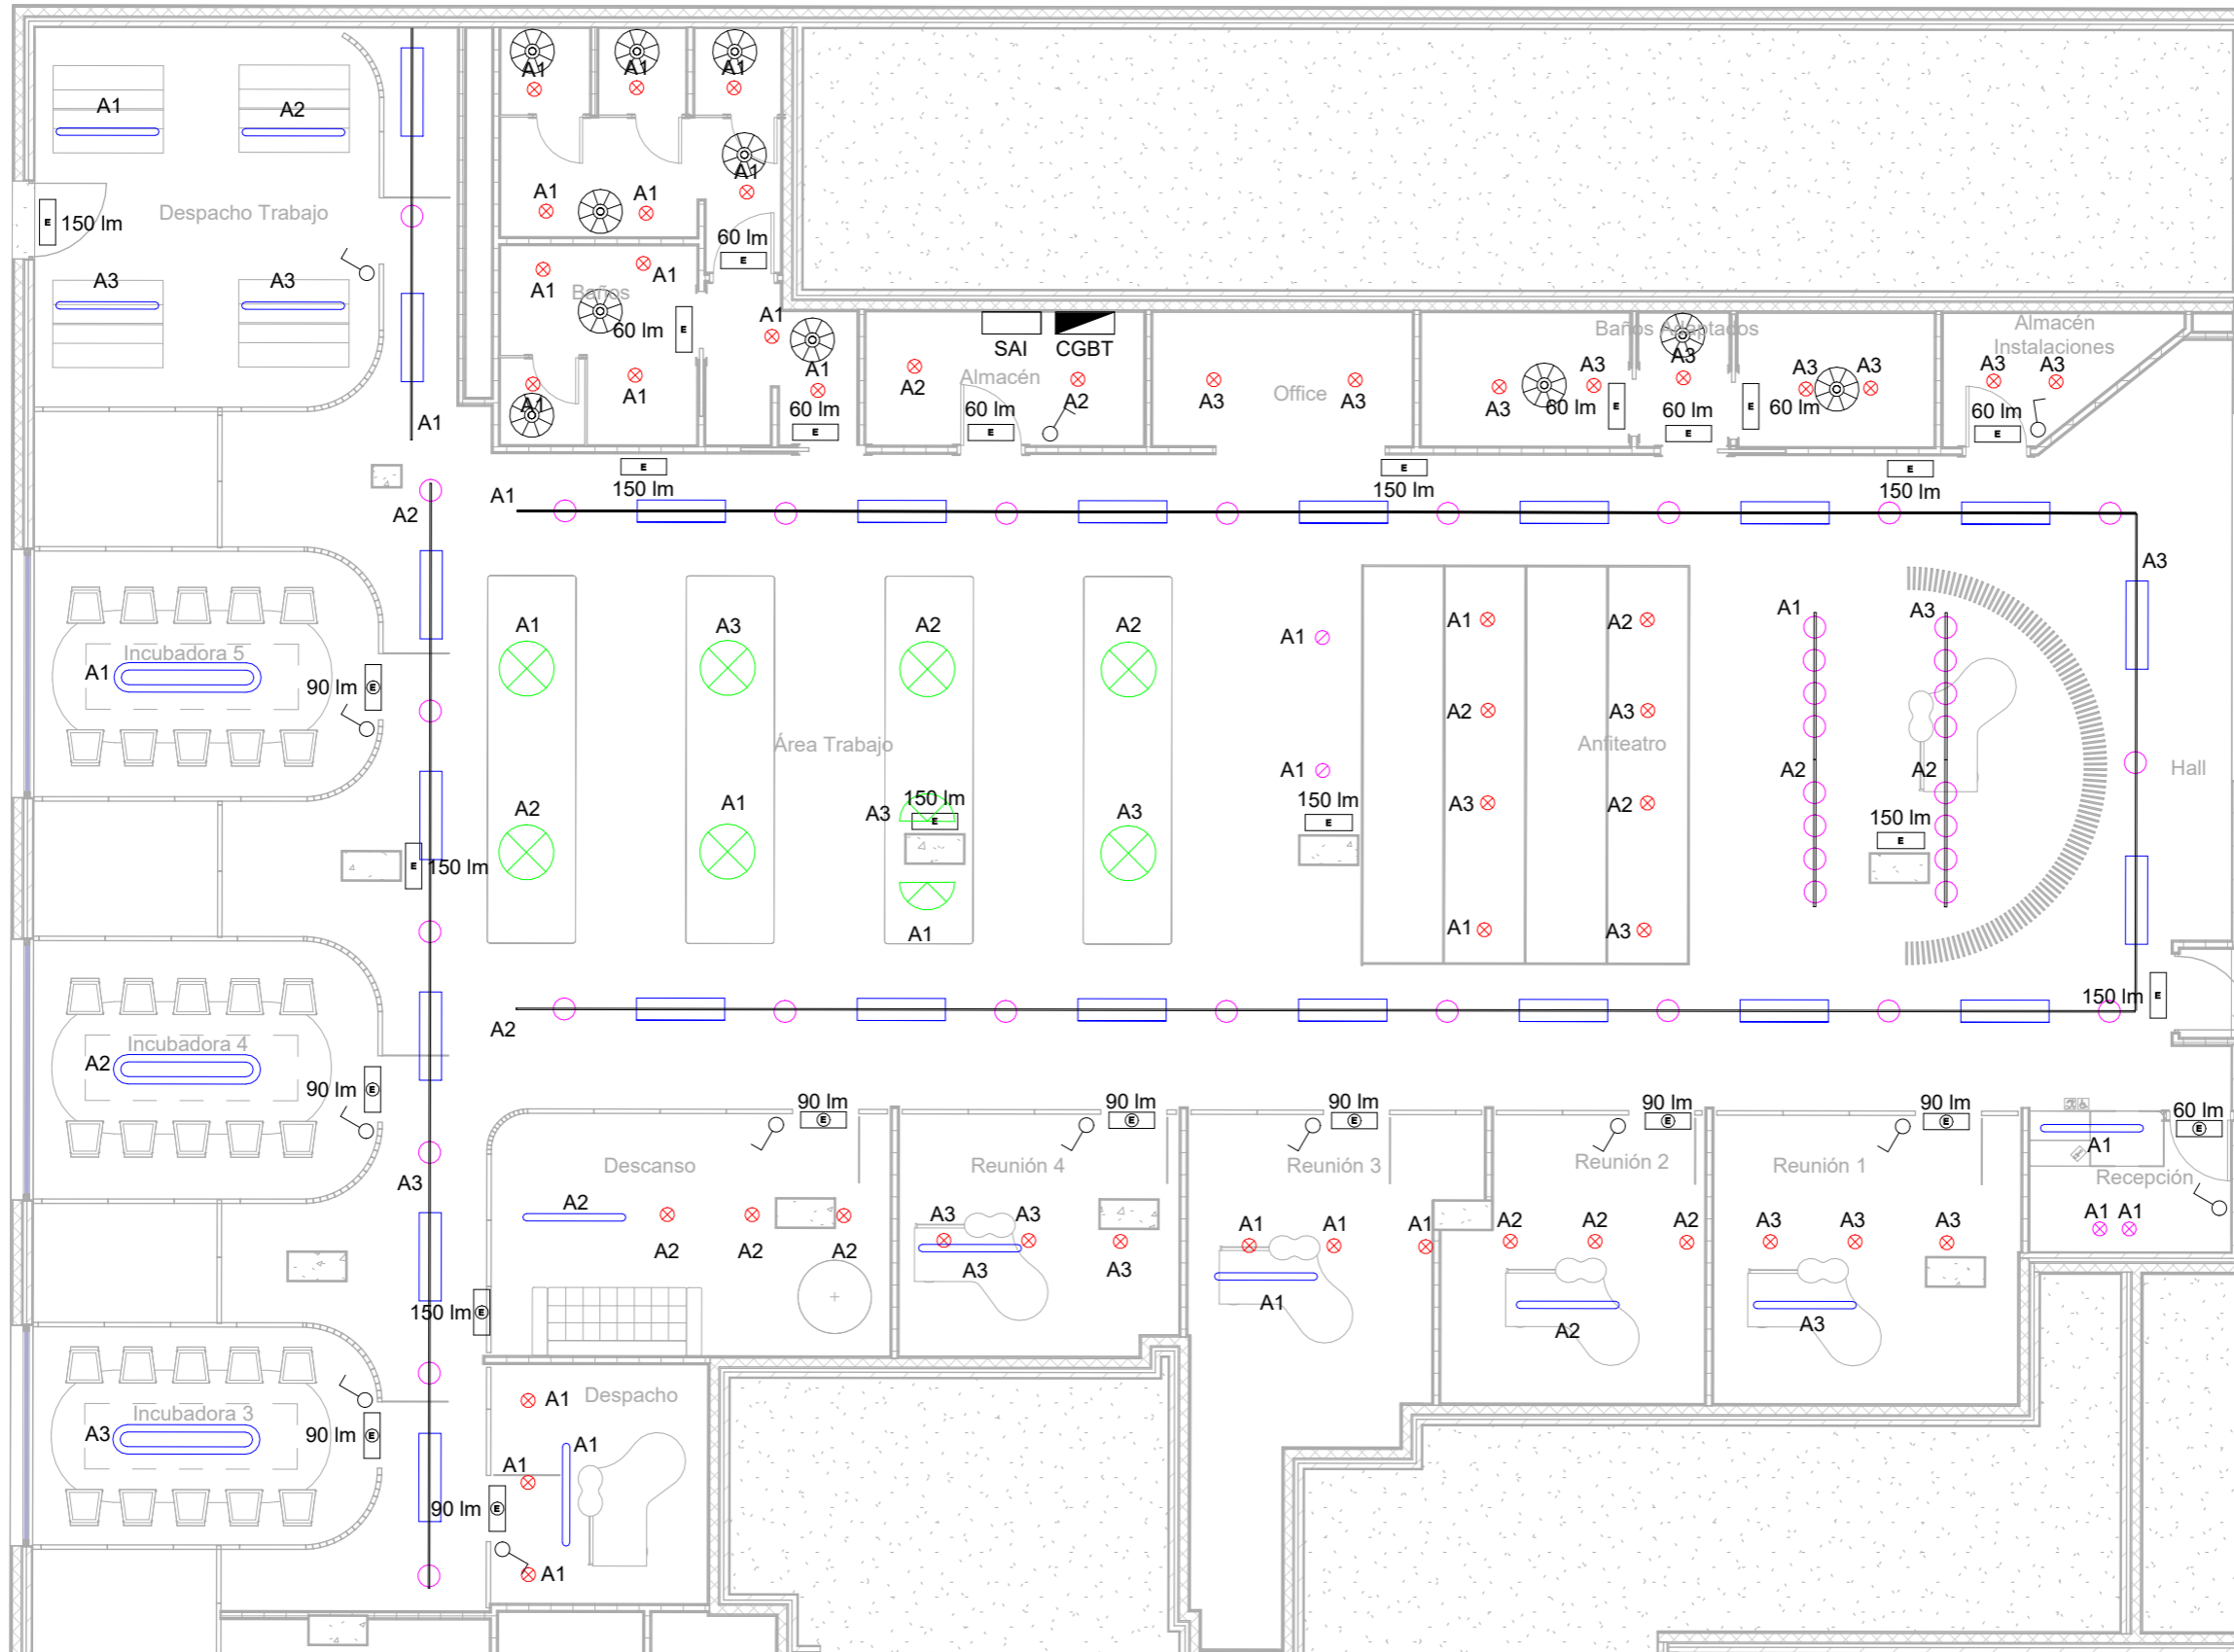 A1
A1
A1
A1
A2
A1
A1
A1
150 lm
Despacho Trabajo
60 lm
A3
A3
A1
A1
Baños
60 lm
A1
A1
A1
A1
A1
60 lm
SAI
CGBT
A2
Almacén
A2
60 lm
A3
Office
A3
Baños Adaptados
A3
A3
A3
A3
A3
60 lm
60 lm
60 lm
Almacén
Instalaciones
A3
A3
60 lm
E
150 lm
E
150 lm
E
150 lm
A1
A2
A1
A3
A1
A3
A2
A2
A1
A1
A2
A1
A3
Incubadora 5
A1
90 lm
Área Trabajo
A2
A3
Anfiteatro
A1
A2
A2
Hall
A2
A1
A3
150 lm
A3
150 lm
A3
A2
150 lm
150 lm
A1
A1
A3
150 lm
A2
Incubadora 4
A2
90 lm
90 lm
90 lm
90 lm
90 lm
90 lm
60 lm
A1
Descanso
Reunión 4
Reunión 3
Reunión 2
Reunión 1
Recepción
A3
A2
A2
A2
A2
A3
A3
A3
A3
A1
A1
A1
A1
A2
A2
A2
A2
A3
A3
A3
A3
A1
A1
150 lm
Despacho
A1
Incubadora 3
A3
90 lm
A1
A1
90 lm
A1